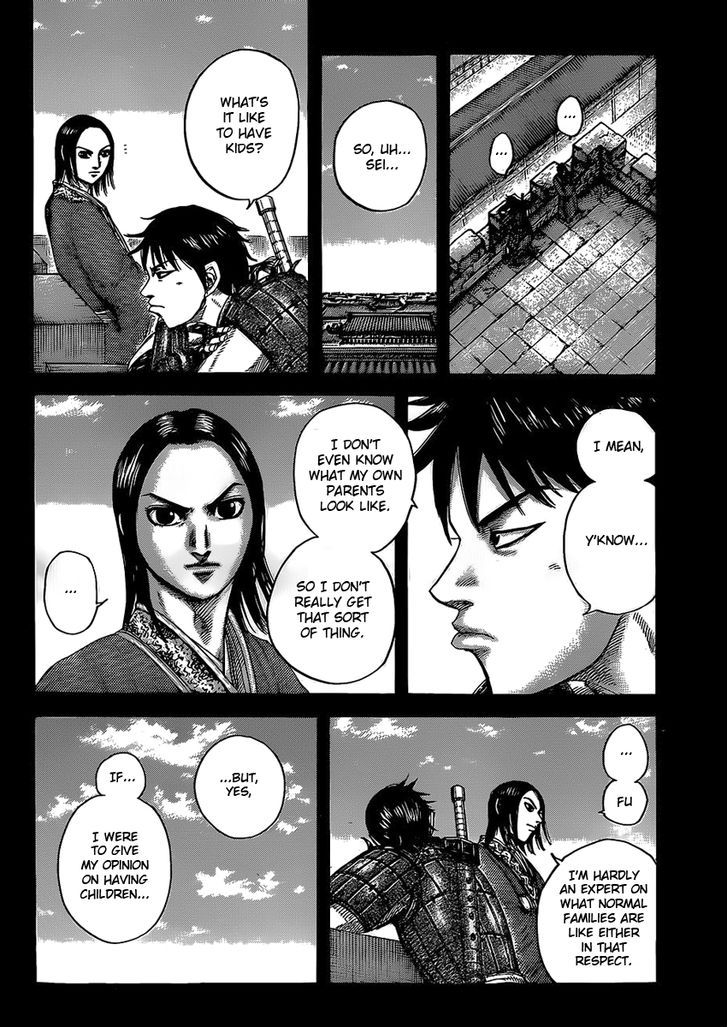 ...
...
SO, UH...
SEI...
WHAT'S
IT LIKE
TO HAVE
KIDS?
...
I MEAN,
Y'KNOW...
I DON'T
EVEN KNOW
WHAT MY OWN
PARENTS
LOOK LIKE.
SO I DON'T
REALLY GET
THAT SORT
OF THING.
...
...
FU
I'M HARDLY
AN EXPERT ON
WHAT NORMAL
FAMILIES ARE
LIKE EITHER
IN THAT
RESPECT.
...BUT,
YES,
IF...
I WERE
TO GIVE
MY OPINION
ON HAVING
CHILDREN...